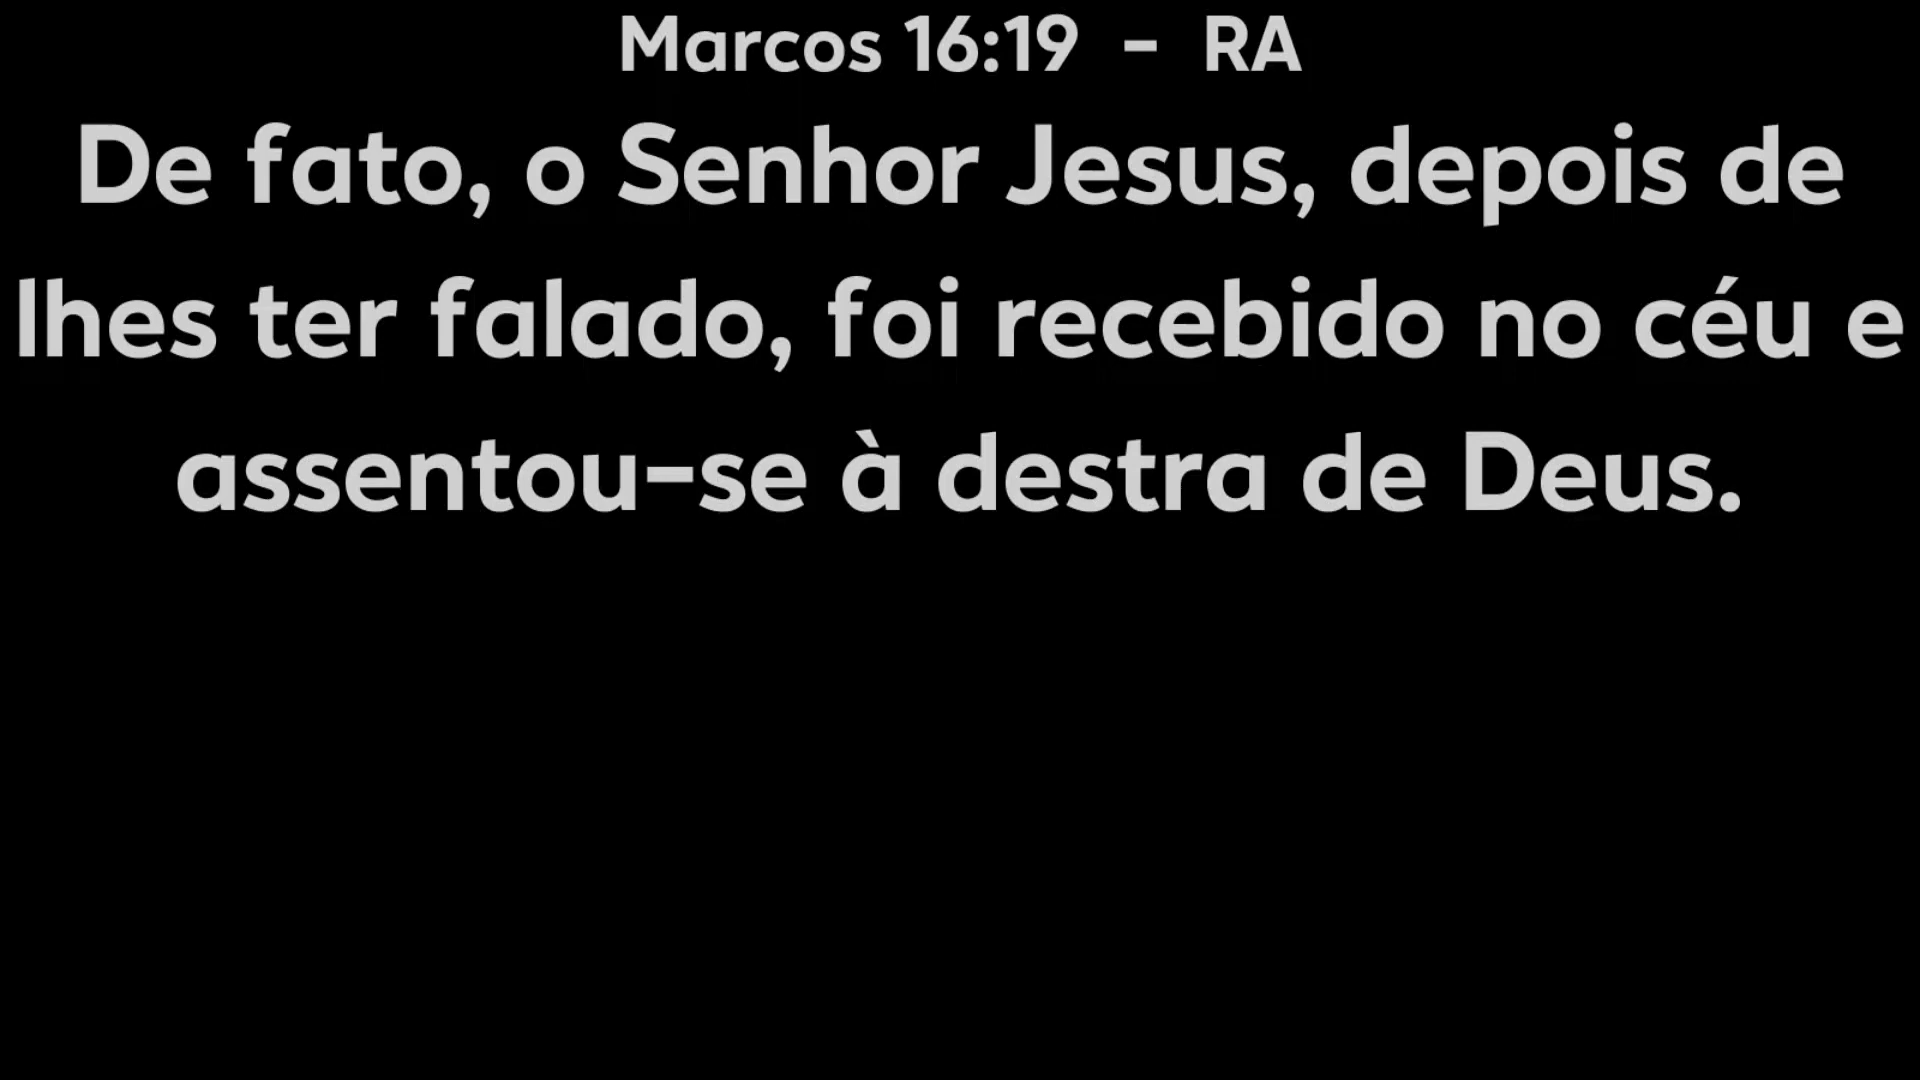 Marcos 16:19 - RA
De fato, o Senhor Jesus, depois de
lhes ter falado, foi recebido no céu e
assentou-se à destra de Deus.